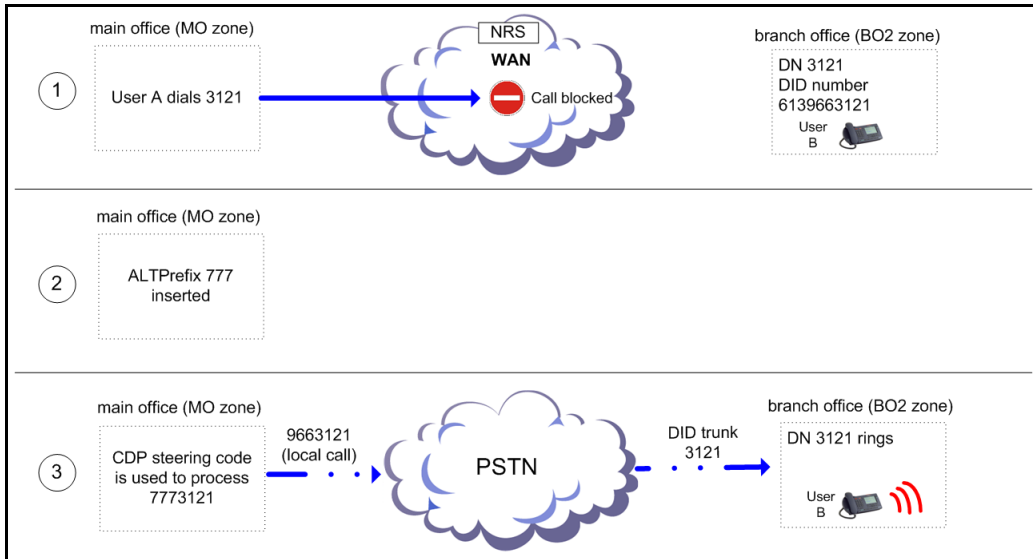 1
main office (MO zone)
User A dials 3121
NRS
WAN
Call blocked
branch office (BO2 zone)
DN 3121
DID number
6139663121
User
B
2
main office (MO zone)
ALTPrefix 777
inserted
3
main office (MO zone)
CDP steering code
is used to process
7773121
9663121
(local call)
PSTN
DID trunk
3121
branch office (BO2 zone)
DN 3121 rings
User
B